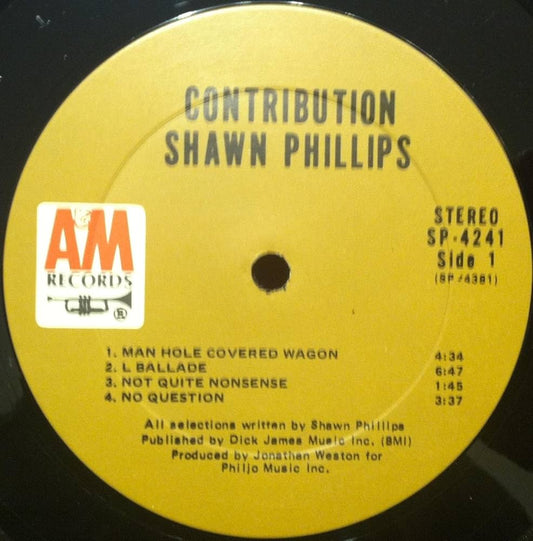 CONTRIBUTION
SHAWN PHILLIPS
A&M
RECORDS
®
STEREO
SP-4241
Side 1
(SP-4361)
1. MAN HOLE COVERED WAGON 4:34
2. L BALLADE 6:47
3. NOT QUITE NONSENSE 1:45
4. NO QUESTION 3:37
All selections written by Shawn Phillips
Published by Dick James Music Inc. (BMI)
Produced by Jonathan Weston for
Philjo Music Inc.